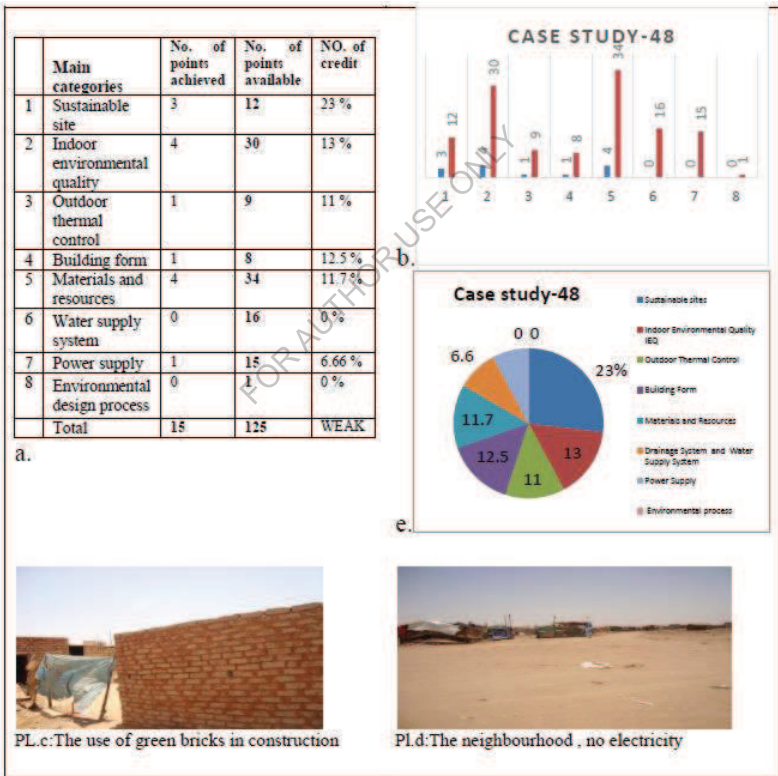 Main categories
No. of points achieved
No. of points available
NO. of credit
1 Sustainable site 3 12 23 %
2 Indoor environmental quality 4 30 13 %
3 Outdoor thermal control 1 9 11 %
4 Building form 1 8 12.5 %
5 Materials and resources 4 34 11.7 %
6 Water supply system 0 16 0 %
7 Power supply 1 15 6.66 %
8 Environmental design process 0 1 0 %
Total 15 125 WEAK
a.
CASE STUDY-48
3 12 4 30 1 9 1 8 4 34 0 16 0 15 0 1
1 2 3 4 5 6 7 8
b.
Case study-48
0 0
23%
6.6
11.7
12.5
11
13
Sustainable sites
Indoor Environmental Quality
IEQ)
Outdoor Thermal Control
Building Form
Materials and Resources
Drainage System and Water
Supply System
Power Supply
Environmental process
e.
FOR AUTHOR USE ONLY
PL.c:The use of green bricks in construction
Pl.d:The neighbourhood , no electricity